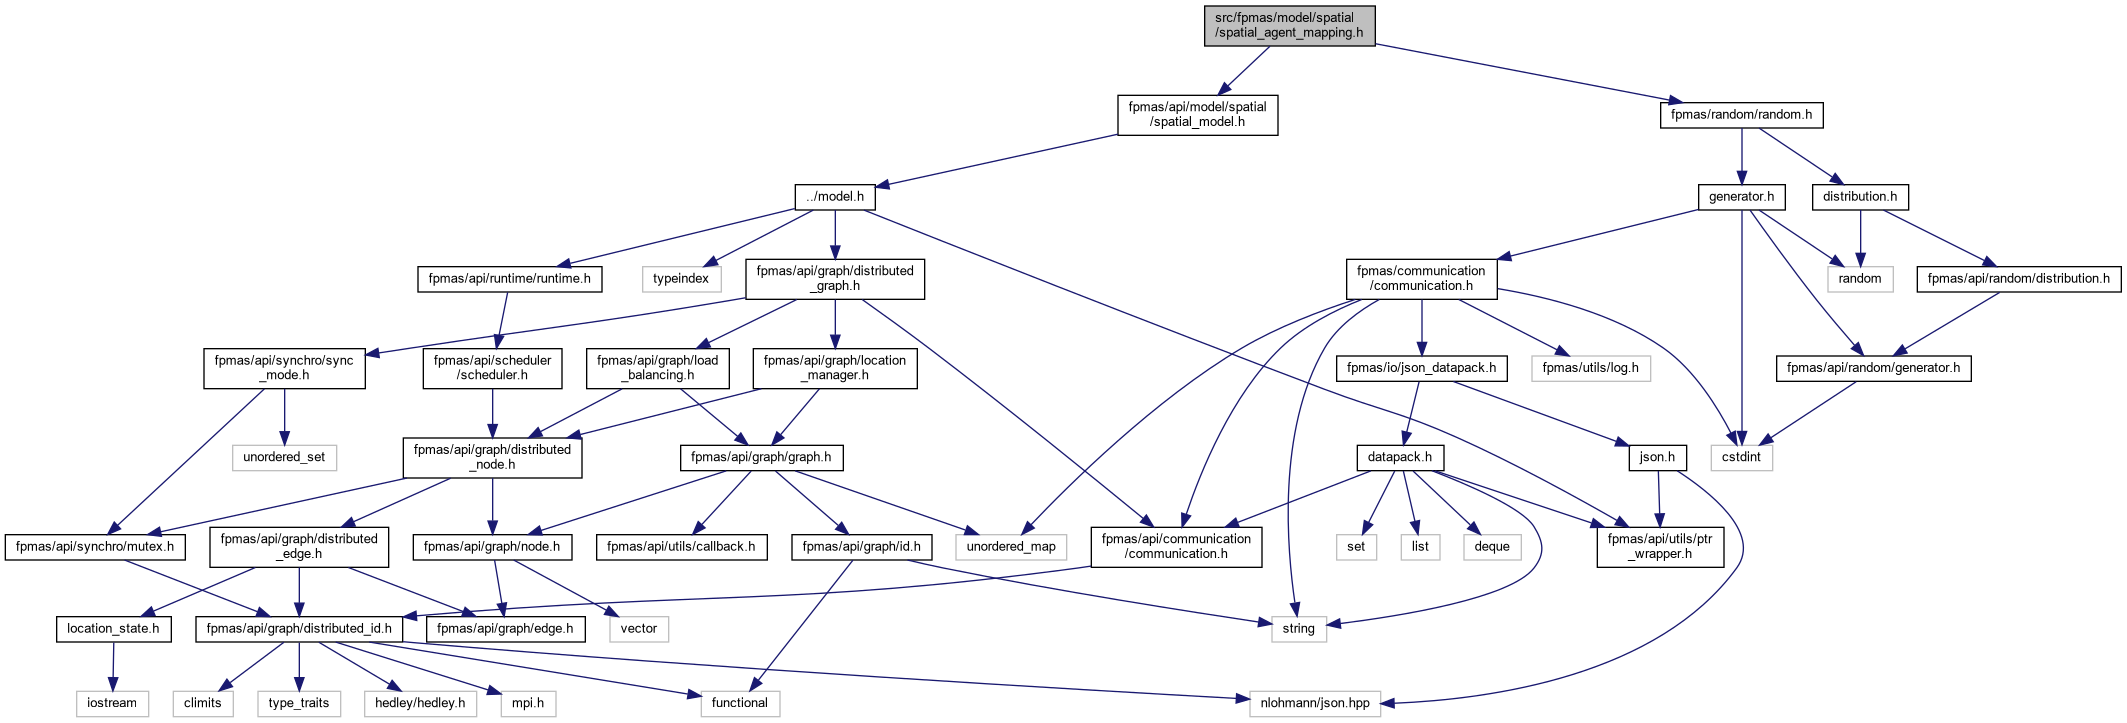 src/fpmas/model/spatial
/spatial_agent_mapping.h
fpmas/api/model/spatial
/spatial_model.h
fpmas/random/random.h
../model.h
generator.h
distribution.h
fpmas/api/runtime/runtime.h
typeindex
fpmas/api/graph/distributed
_graph.h
fpmas/communication
/communication.h
random
fpmas/api/random/distribution.h
fpmas/api/synchro/sync
_mode.h
fpmas/api/scheduler
/scheduler.h
fpmas/api/graph/load
_balancing.h
fpmas/api/graph/location
_manager.h
fpmas/io/json_datapack.h
fpmas/utils/log.h
fpmas/api/random/generator.h
unordered_set
fpmas/api/graph/distributed
_node.h
fpmas/api/graph/graph.h
datapack.h
json.h
cstdint
fpmas/api/synchro/mutex.h
fpmas/api/graph/distributed
_edge.h
fpmas/api/graph/node.h
fpmas/api/utils/callback.h
fpmas/api/graph/id.h
unordered_map
fpmas/api/communication
/communication.h
set
list
deque
fpmas/api/utils/ptr
_wrapper.h
location_state.h
fpmas/api/graph/distributed_id.h
fpmas/api/graph/edge.h
vector
string
iostream
climits
type_traits
hedley/hedley.h
mpi.h
functional
nlohmann/json.hpp